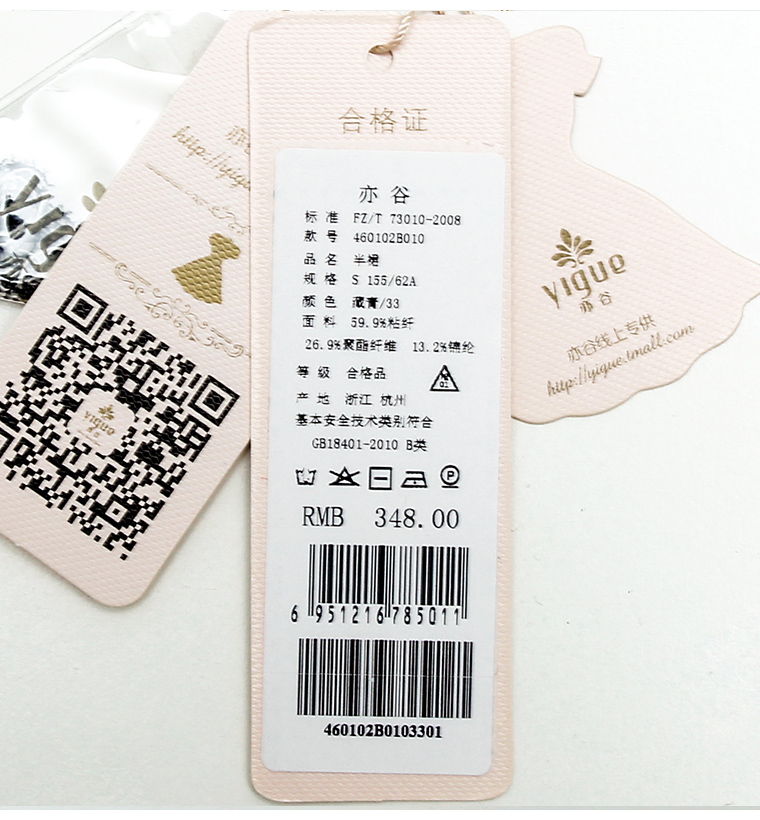 合格证
亦谷
标 准 FZ/T 73010-2008
款 号 460102B010
品 名 半裙
规 格 S 155/62A
颜 色 藏青/33
面 料 59.9%粘纤
26.9%聚酯纤维 13.2%锦纶
等 级 合格品
产 地 浙江 杭州
基本安全技术类别符合
GB18401-2010 B类
RMB 348.00
6 951216 785011
460102B0103301
亦
http://yigue
yigue
yigue
亦谷
亦谷线上专供
http://yigue.tmall.com